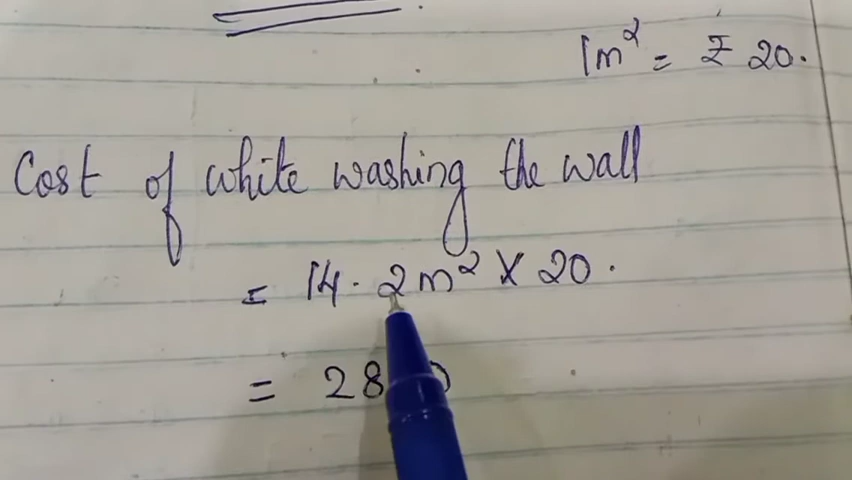 1m² = ₹ 20.
Cost of white washing the wall
= 14.2m² × 20.
= 28